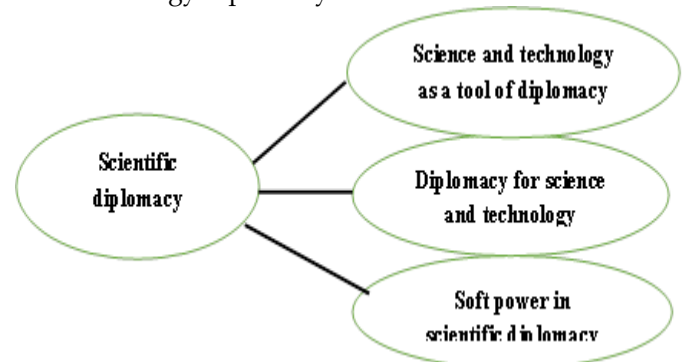 Scientific
diplomacy
Science and technology
as a tool of diplomacy
Diplomacy for science
and technology
Soft power in
scientific diplomacy